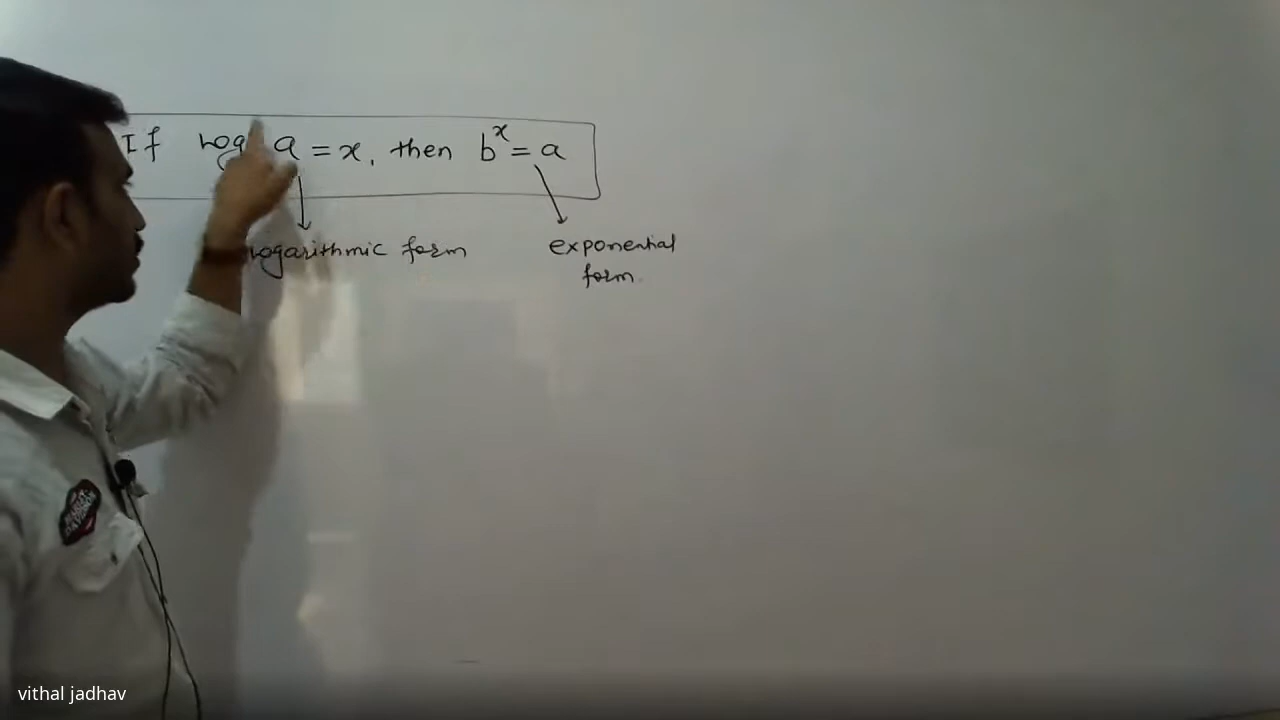 If log a = x, then b^x = a
logarithmic form
exponential
form.
vithal jadhav